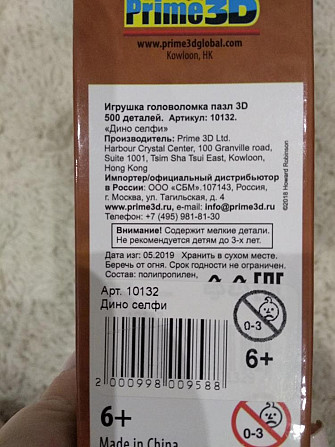 Prime3D
www.prime3dglobal.com
Kowloon, HK
Игрушка головоломка пазл 3D
500 деталей. Артикул: 10132.
«Дино селфи»
Производитель: Prime 3D Ltd.
Harbour Crystal Center, 100 Granville road,
Suite 1001, Tsim Sha Tsui East, Kowloon,
Hong Kong
Импортер/официальный дистрибьютор
в России: ООО «СБМ».107143, Россия,
г. Москва, ул. Тагильская, д. 4
www.prime3d.ru, e-mail: info@prime3d.ru
Телефон: +7 (495) 981-81-30
Внимание! Содержит мелкие детали.
Не рекомендуется детям до 3-х лет.
Дата изг: 05.2019 Хранить в сухом месте.
Беречь от огня. Срок годности не ограничен.
Состав: полипропилен,
©2018 Howard Robinson
Арт. 10132
Дино селфи
0-3
6+
2 000998 009588
6+
0-3
Made in China